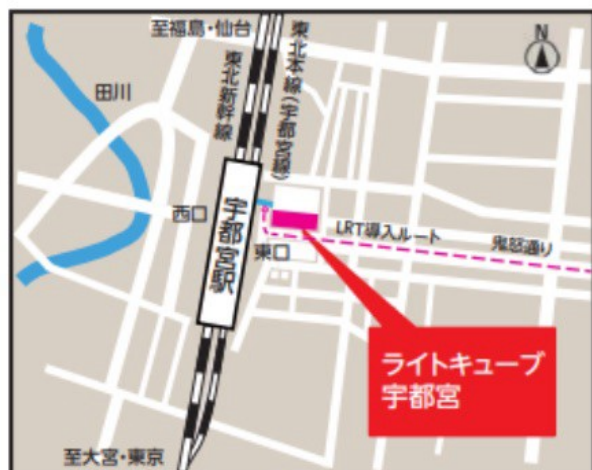 至福島・仙台
N
田川
東北新幹線
東北本線(宇都宮線)
西口
宇都宮駅
東口
LRT導入ルート
鬼怒通り
ライトキューブ
宇都宮
至大宮・東京